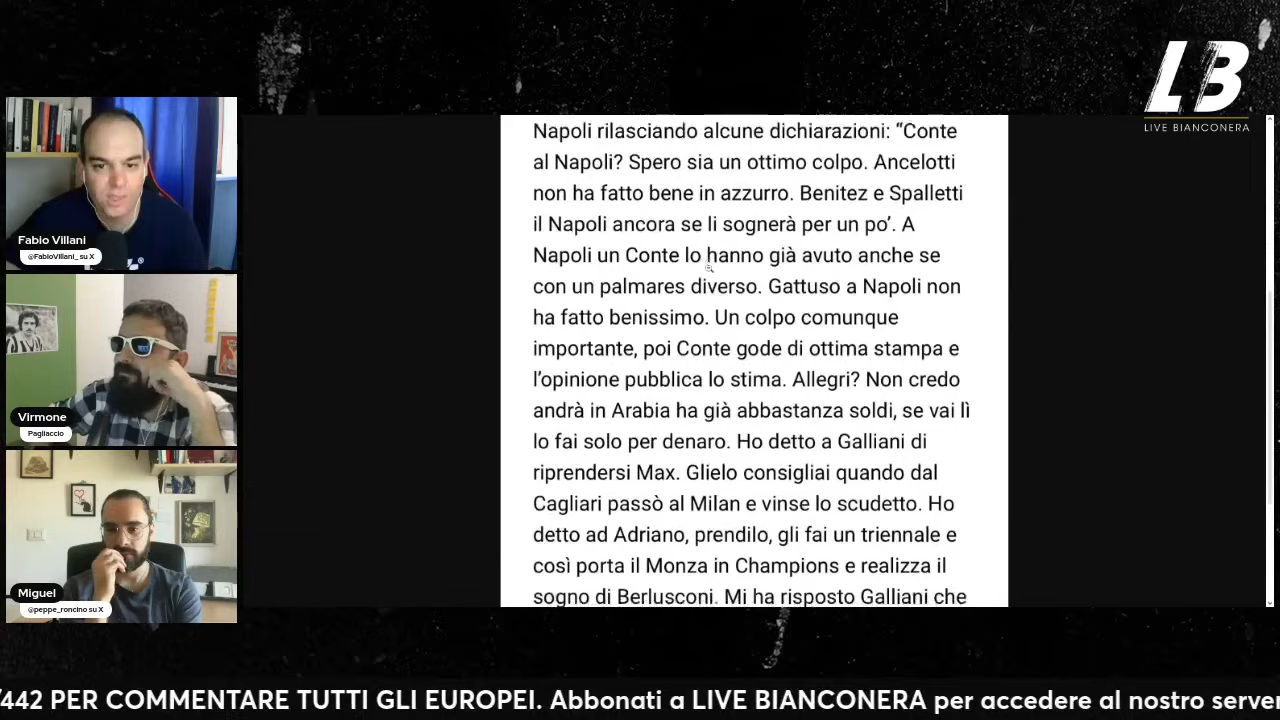 LB
LIVE BIANCONERA
Fabio Villani
@FabioVillani_ su X
Virmone
Pagliaccio
Miguel
@peppe_roncino su X
Napoli rilasciando alcune dichiarazioni: “Conte
al Napoli? Spero sia un ottimo colpo. Ancelotti
non ha fatto bene in azzurro. Benitez e Spalletti
il Napoli ancora se li sognerà per un po’. A
Napoli un Conte lo hanno già avuto anche se
con un palmares diverso. Gattuso a Napoli non
ha fatto benissimo. Un colpo comunque
importante, poi Conte gode di ottima stampa e
l’opinione pubblica lo stima. Allegri? Non credo
andrà in Arabia ha già abbastanza soldi, se vai lì
lo fai solo per denaro. Ho detto a Galliani di
riprendersi Max. Glielo consigliai quando dal
Cagliari passò al Milan e vinse lo scudetto. Ho
detto ad Adriano, prendilo, gli fai un triennale e
così porta il Monza in Champions e realizza il
sogno di Berlusconi. Mi ha risposto Galliani che
/442 PER COMMENTARE TUTTI GLI EUROPEI. Abbonati a LIVE BIANCONERA per accedere al nostro server